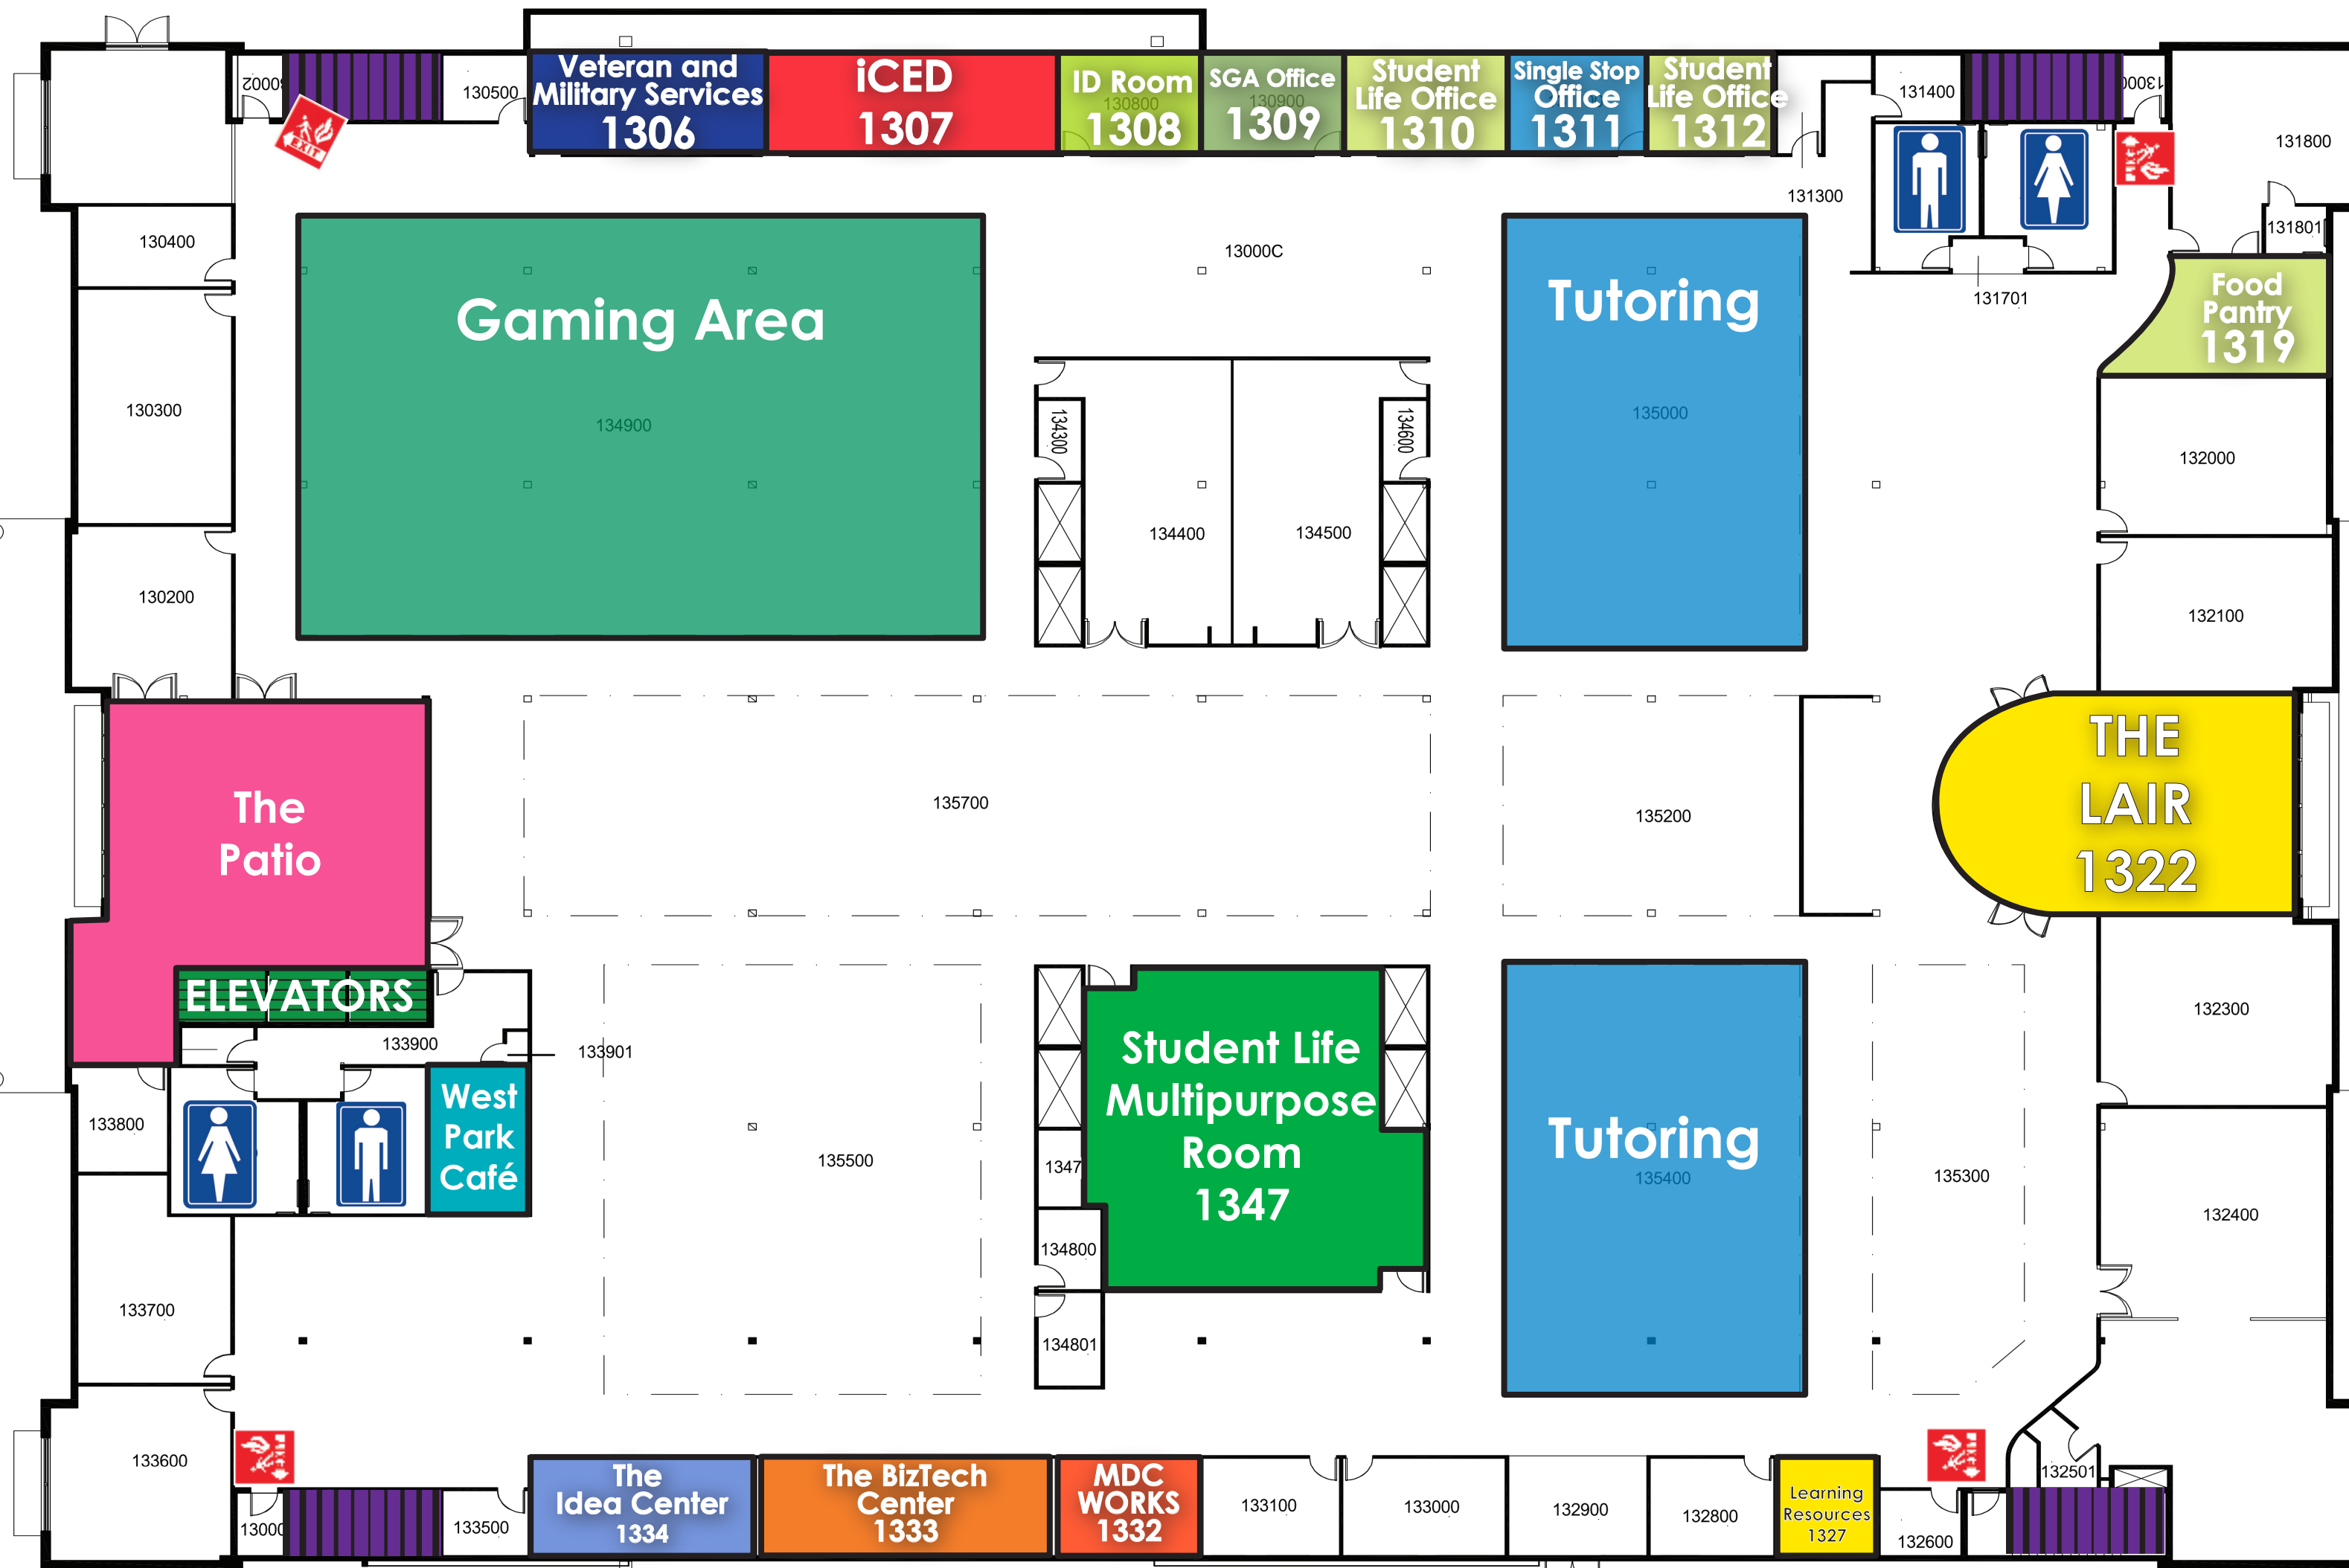 Veteran and
Military Services
1306
iCED
1307
ID Room
130800
1308
SGA Office
130900
1309
Student
Life Office
1310
Single Stop
Office
1311
Student
Life Office
1312
130500
131400
131800
EXIT
131300
131801
131701
130400
13000C
Gaming Area
134900
Tutoring
135000
Food
Pantry
1319
130300
134300
134600
134400
134500
132000
130200
132100
The
Patio
135700
135200
THE
LAIR
1322
ELEVATORS
133900
133901
132300
West
Park
Café
133800
135500
Student Life
Multipurpose
Room
1347
1347
134800
134801
Tutoring
135400
135300
132400
133700
133600
13000
133500
The
Idea Center
1334
The BizTech
Center
1333
MDC
WORKS
1332
133100
133000
132900
132800
Learning
Resources
1327
132600
132501